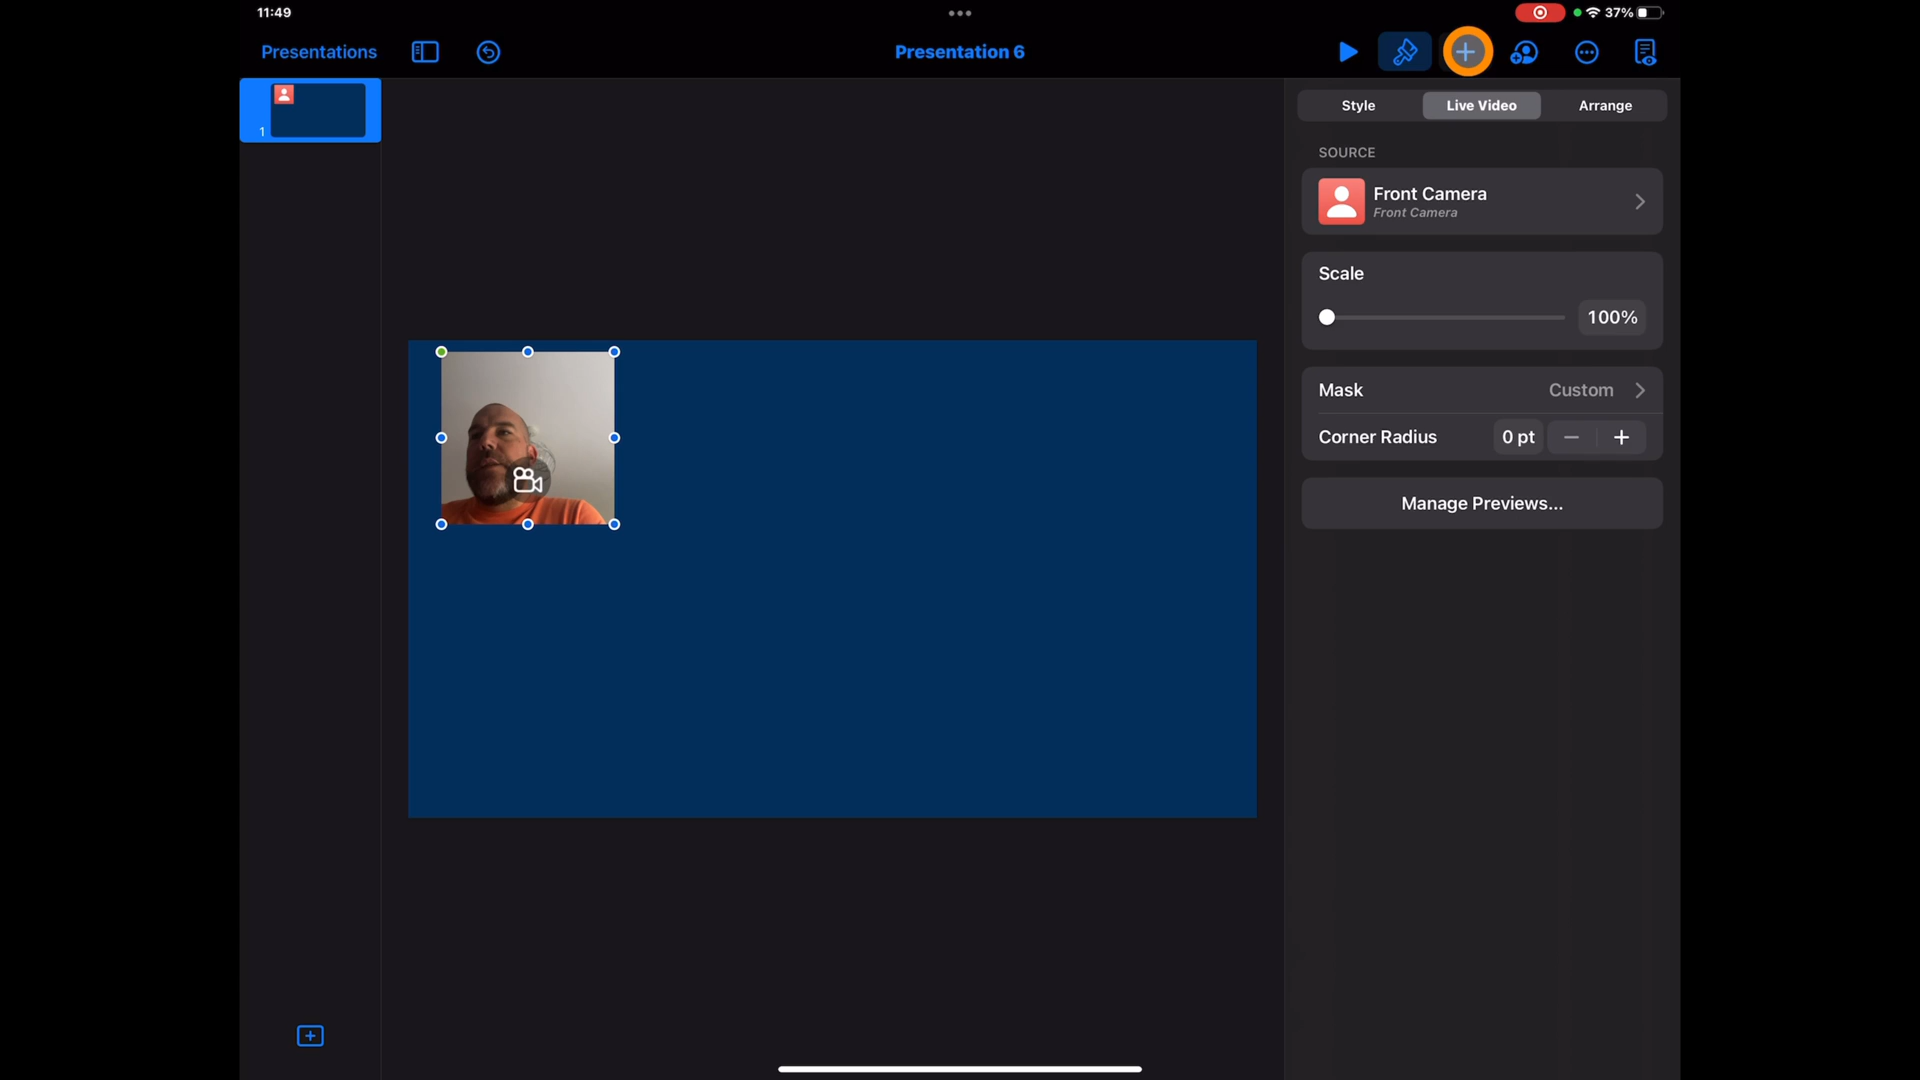 11:49
37%
Presentations
Presentation 6
1
Style
Live Video
Arrange
SOURCE
Front Camera
Front Camera
Scale
100%
Mask
Custom
Corner Radius
0 pt
Manage Previews...